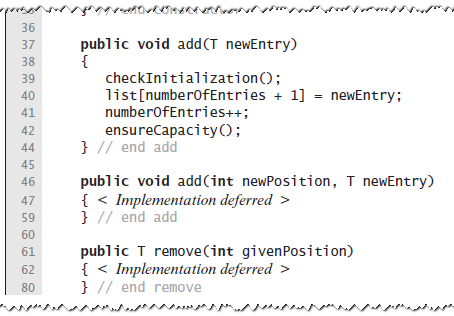 36
37 public void add(T newEntry)
38 {
39 checkInitialization();
40 list[numberOfEntries + 1] = newEntry;
41 numberOfEntries++;
42 ensureCapacity();
44 } // end add
45
46 public void add(int newPosition, T newEntry)
47 { < Implementation deferred >
59 } // end add
60
61 public T remove(int givenPosition)
62 { < Implementation deferred >
80 } // end remove